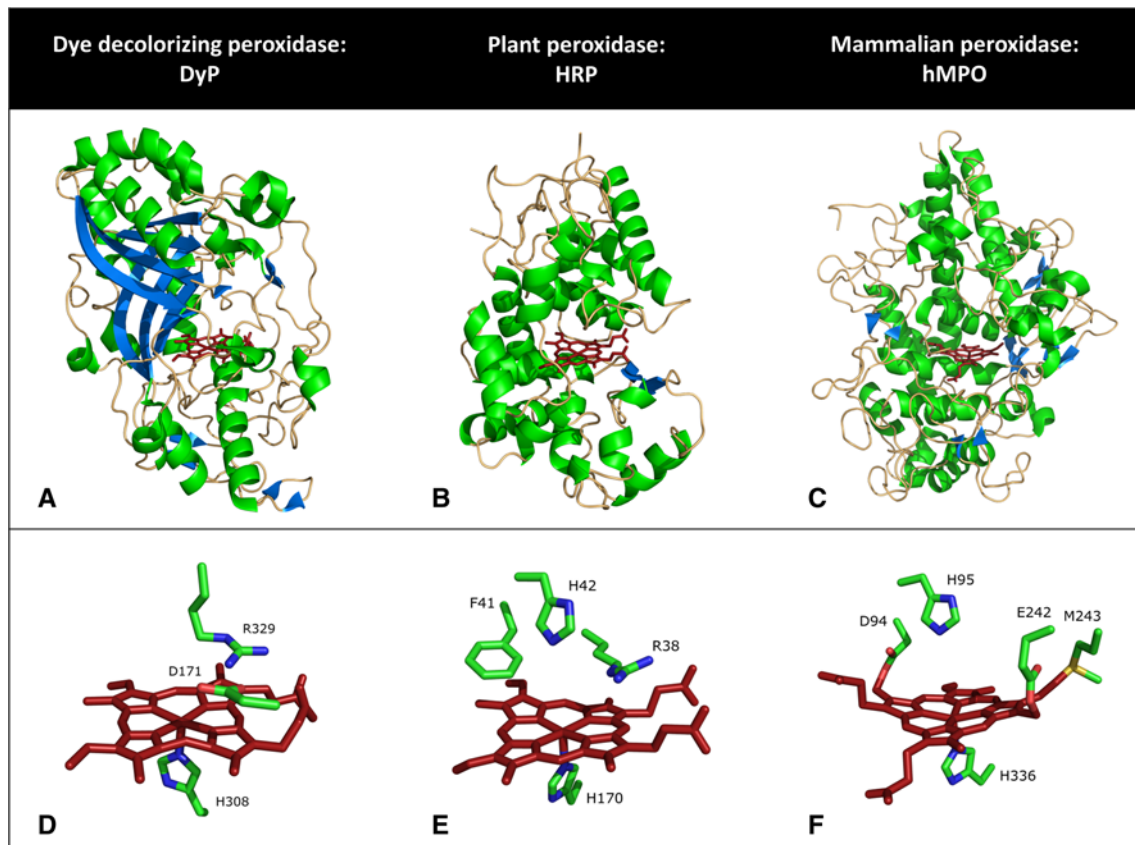 Dye decolorizing peroxidase:
DyP
Plant peroxidase:
HRP
Mammalian peroxidase:
hMPO
A
B
C
R329
D171
H308
D
F41
H42
R38
H170
E
H95
D94
E242
M243
H336
F